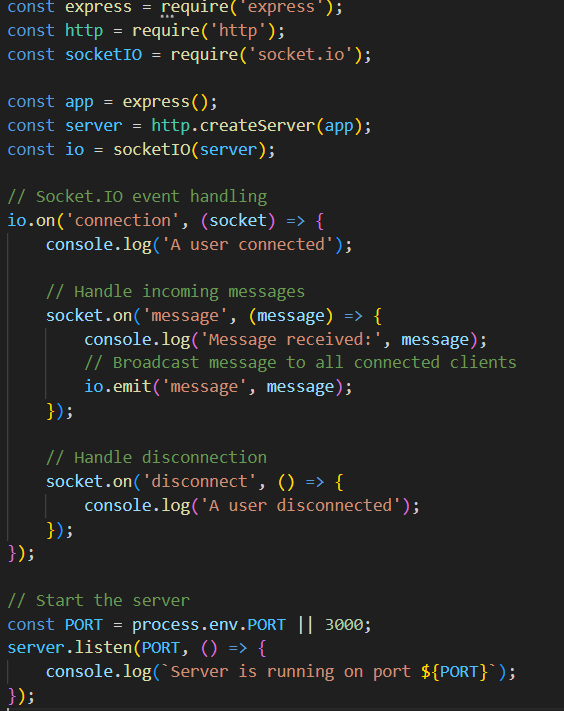 const express = require('express');
const http = require('http');
const socketIO = require('socket.io');

const app = express();
const server = http.createServer(app);
const io = socketIO(server);

// Socket.IO event handling
io.on('connection', (socket) => {
    console.log('A user connected');

    // Handle incoming messages
    socket.on('message', (message) => {
        console.log('Message received:', message);
        // Broadcast message to all connected clients
        io.emit('message', message);
    });

    // Handle disconnection
    socket.on('disconnect', () => {
        console.log('A user disconnected');
    });
});

// Start the server
const PORT = process.env.PORT || 3000;
server.listen(PORT, () => {
    console.log(`Server is running on port ${PORT}`);
});